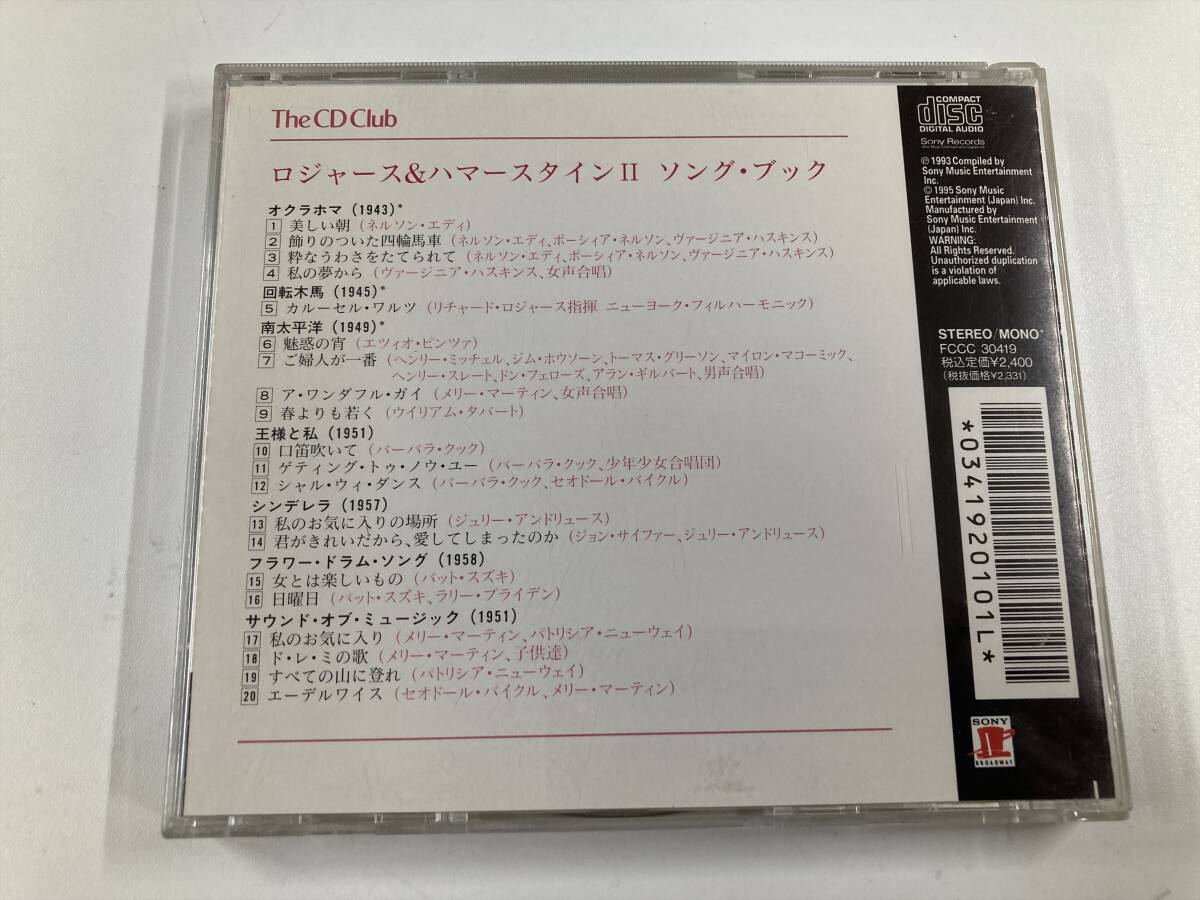 The CD Club
ロジャース&ハマースタインII ソング・ブック
オクラホマ (1943)*
1 美しい朝 (ネルソン・エディ)
2 飾りのついた四輪馬車 (ネルソン・エディ、ポーシィア・ネルソン、ヴァージニア・ハスキンス)
3 粋なうわさをたてられて (ネルソン・エディ、ポーシィア・ネルソン、ヴァージニア・ハスキンス)
4 私の夢から (ヴァージニア・ハスキンス、女声合唱)
回転木馬 (1945)*
5 カルーセル・ワルツ (リチャード・ロジャース指揮 ニューヨーク・フィルハーモニック)
南太平洋 (1949)*
6 魅惑の宵 (エツィオ・ピンツァ)
7 ご婦人が一番 (ヘンリー・ミッチェル、ジム・ホウソーン、トーマス・グリーソン、マイロン・マコーミック、
ヘンリー・スレート、ドン・フェローズ、アラン・ギルバート、男声合唱)
8 ア・ワンダフル・ガイ (メリー・マーティン、女声合唱)
9 春よりも若く (ウイリアム・タバート)
王様と私 (1951)
10 口笛吹いて (バーバラ・クック)
11 ゲティング・トゥ・ノウ・ユー (バーバラ・クック、少年少女合唱団)
12 シャル・ウィ・ダンス (バーバラ・クック、セオドール・バイクル)
シンデレラ (1957)
13 私のお気に入りの場所 (ジュリー・アンドリュース)
14 君がきれいだから、愛してしまったのか (ジョン・サイファー、ジュリー・アンドリュース)
フラワー・ドラム・ソング (1958)
15 女とは楽しいもの (パット・スズキ)
16 日曜日 (パット・スズキ、ラリー・ブライデン)
サウンド・オブ・ミュージック (1951)
17 私のお気に入り (メリー・マーティン、パトリシア・ニューウェイ)
18 ド・レ・ミの歌 (メリー・マーティン、子供達)
19 すべての山に登れ (パトリシア・ニューウェイ)
20 エーデルワイス (セオドール・バイクル、メリー・マーティン)
COMPACT
disc
DIGITAL AUDIO
Sony Records
℗ 1993 Compiled by
Sony Music Entertainment
Inc.
© 1995 Sony Music
Entertainment (Japan) Inc.
Manufactured by
Sony Music Entertainment
(Japan) Inc.
WARNING:
All Rights Reserved.
Unauthorized duplication
is a violation of
applicable laws.
STEREO/MONO*
FCCC 30419
税込定価¥2,400
(税抜価格¥2,331)
*0341920101L*
SONY
BROADWAY